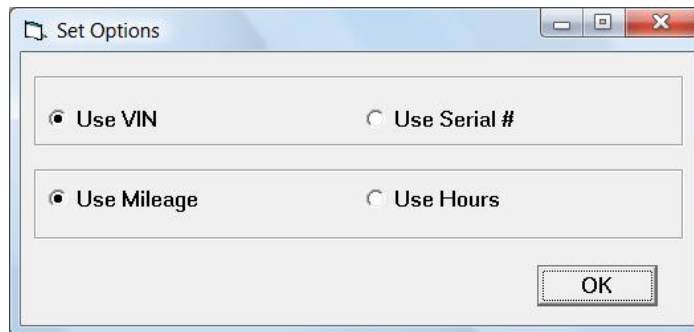 Set Options
Use VIN Use Serial #
Use Mileage Use Hours
OK